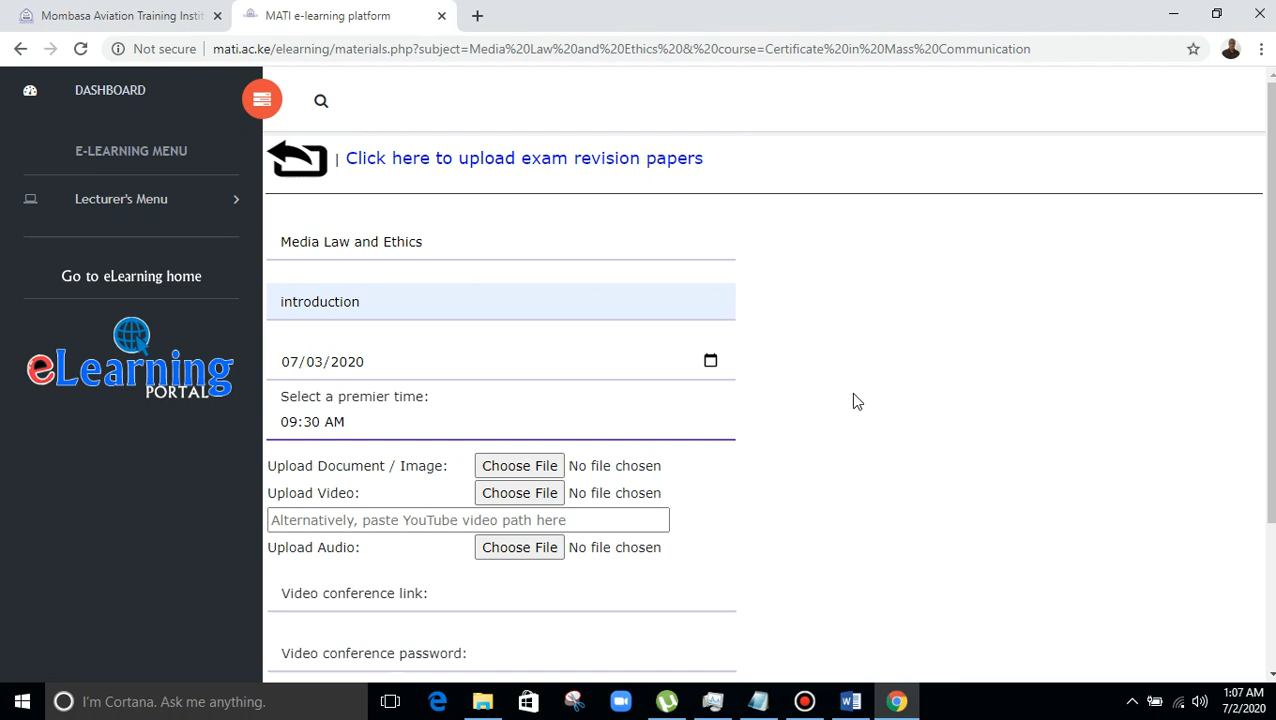 Mombasa Aviation Training Instit
MATI e-learning platform
Not secure
mati.ac.ke/elearning/materials.php?subject=Media%20Law%20and%20Ethics%20&%20course=Certificate%20in%20Mass%20Communication
DASHBOARD
E-LEARNING MENU
Lecturer's Menu
Go to eLearning home
eLearning
PORTAL
| Click here to upload exam revision papers
Media Law and Ethics
introduction
07/03/2020
Select a premier time:
09:30 AM
Upload Document / Image: Choose File No file chosen
Upload Video: Choose File No file chosen
Alternatively, paste YouTube video path here
Upload Audio: Choose File No file chosen
Video conference link:
Video conference password:
I'm Cortana. Ask me anything.
1:07 AM
7/2/2020